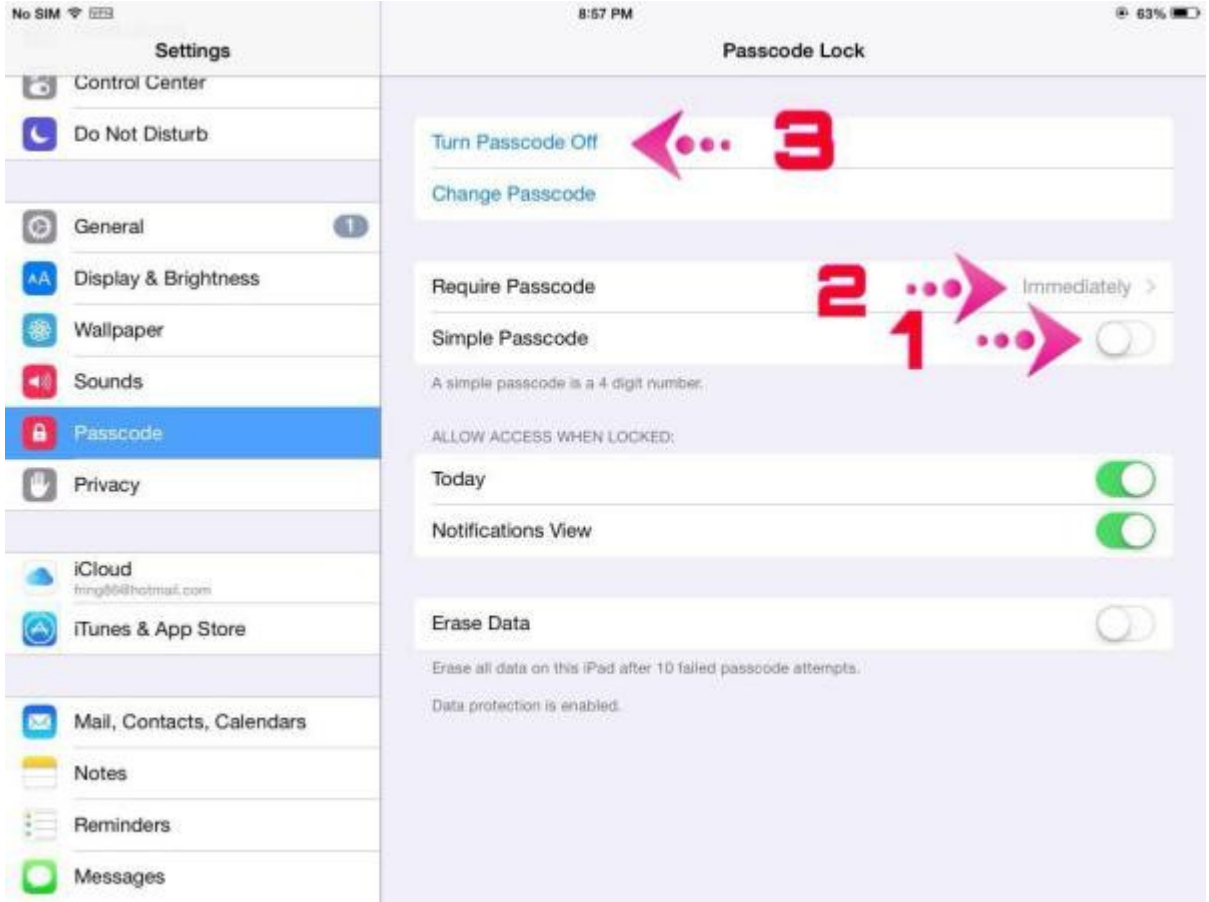 No SIM VPN 8:57 PM 63%
Settings
Control Center
Do Not Disturb
General 1
Display & Brightness
Wallpaper
Sounds
Passcode
Privacy
iCloud
iTunes & App Store
Mail, Contacts, Calendars
Notes
Reminders
Messages
Passcode Lock
Turn Passcode Off 3
Change Passcode
Require Passcode 2 Immediately >
Simple Passcode 1
A simple passcode is a 4 digit number.
ALLOW ACCESS WHEN LOCKED:
Today
Notifications View
Erase Data
Erase all data on this iPad after 10 failed passcode attempts.
Data protection is enabled.